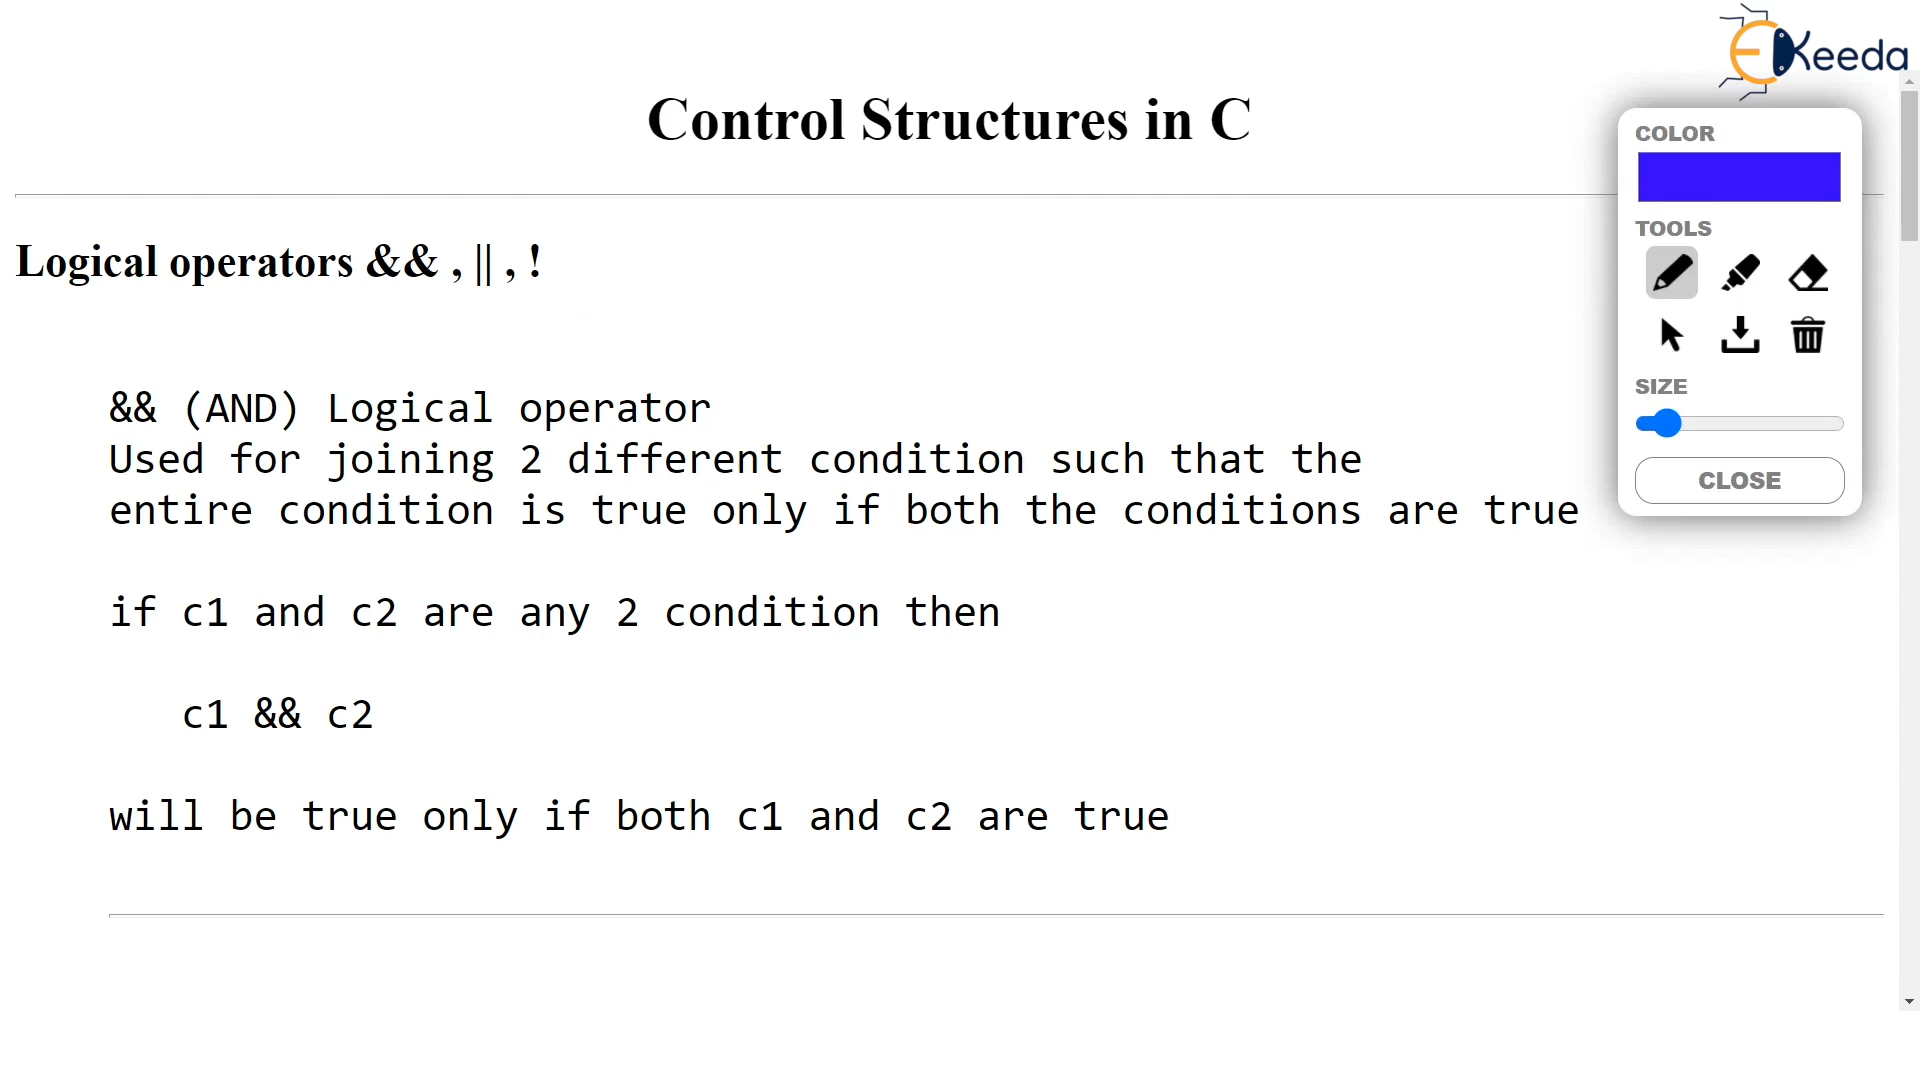 EKeeda
Control Structures in C
COLOR
TOOLS
Logical operators && , || , !
SIZE
CLOSE
&& (AND) Logical operator
Used for joining 2 different condition such that the
entire condition is true only if both the conditions are true
if c1 and c2 are any 2 condition then
c1 && c2
will be true only if both c1 and c2 are true